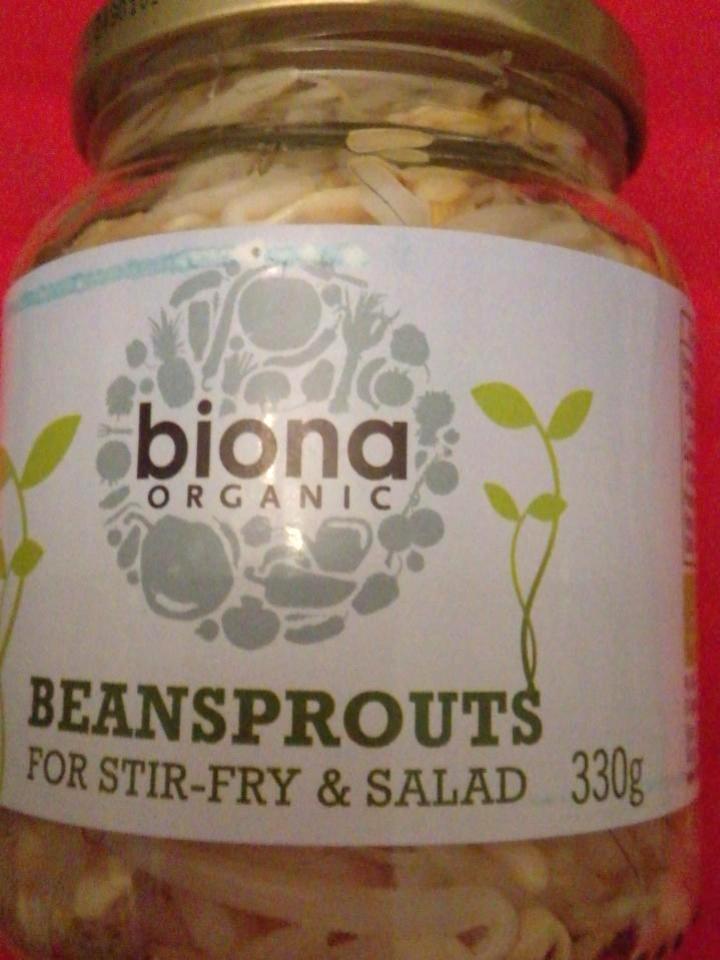 biona
ORGANIC
BEANSPROUTS
FOR STIR-FRY & SALAD 330g